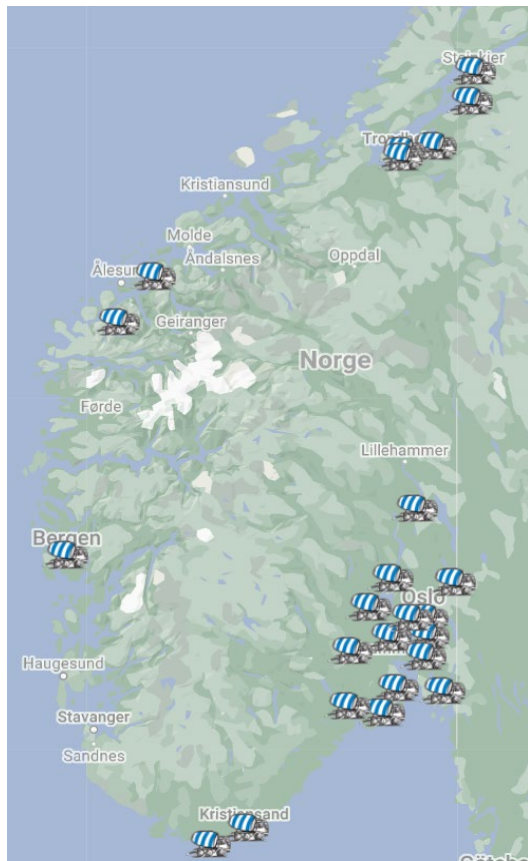 Kristiansund
Molde
Åndalsnes
Oppdal
Geiranger
Norge
Førde
Lillehammer
Bergen
Oslo
Haugesund
Stavanger
Sandnes
Kristiansand